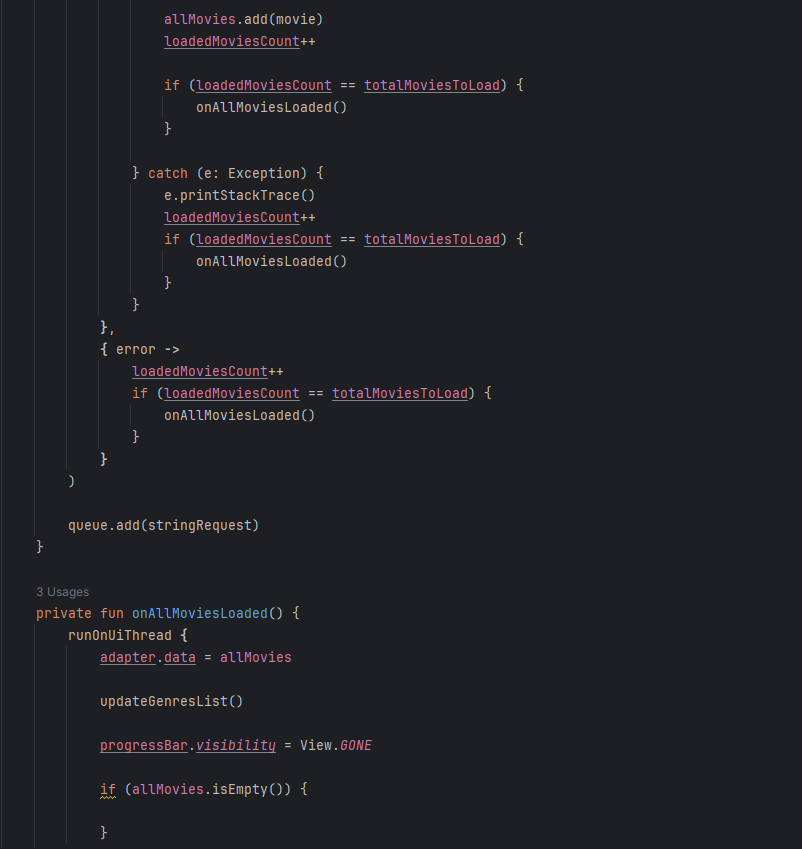 allMovies.add(movie)
loadedMoviesCount++
if (loadedMoviesCount == totalMoviesToLoad) {
onAllMoviesLoaded()
}
} catch (e: Exception) {
e.printStackTrace()
loadedMoviesCount++
if (loadedMoviesCount == totalMoviesToLoad) {
onAllMoviesLoaded()
}
}
},
{ error ->
loadedMoviesCount++
if (loadedMoviesCount == totalMoviesToLoad) {
onAllMoviesLoaded()
}
}
)
queue.add(stringRequest)
}
3 Usages
private fun onAllMoviesLoaded() {
runOnUiThread {
adapter.data = allMovies
updateGenresList()
progressBar.visibility = View.GONE
if (allMovies.isEmpty()) {
}